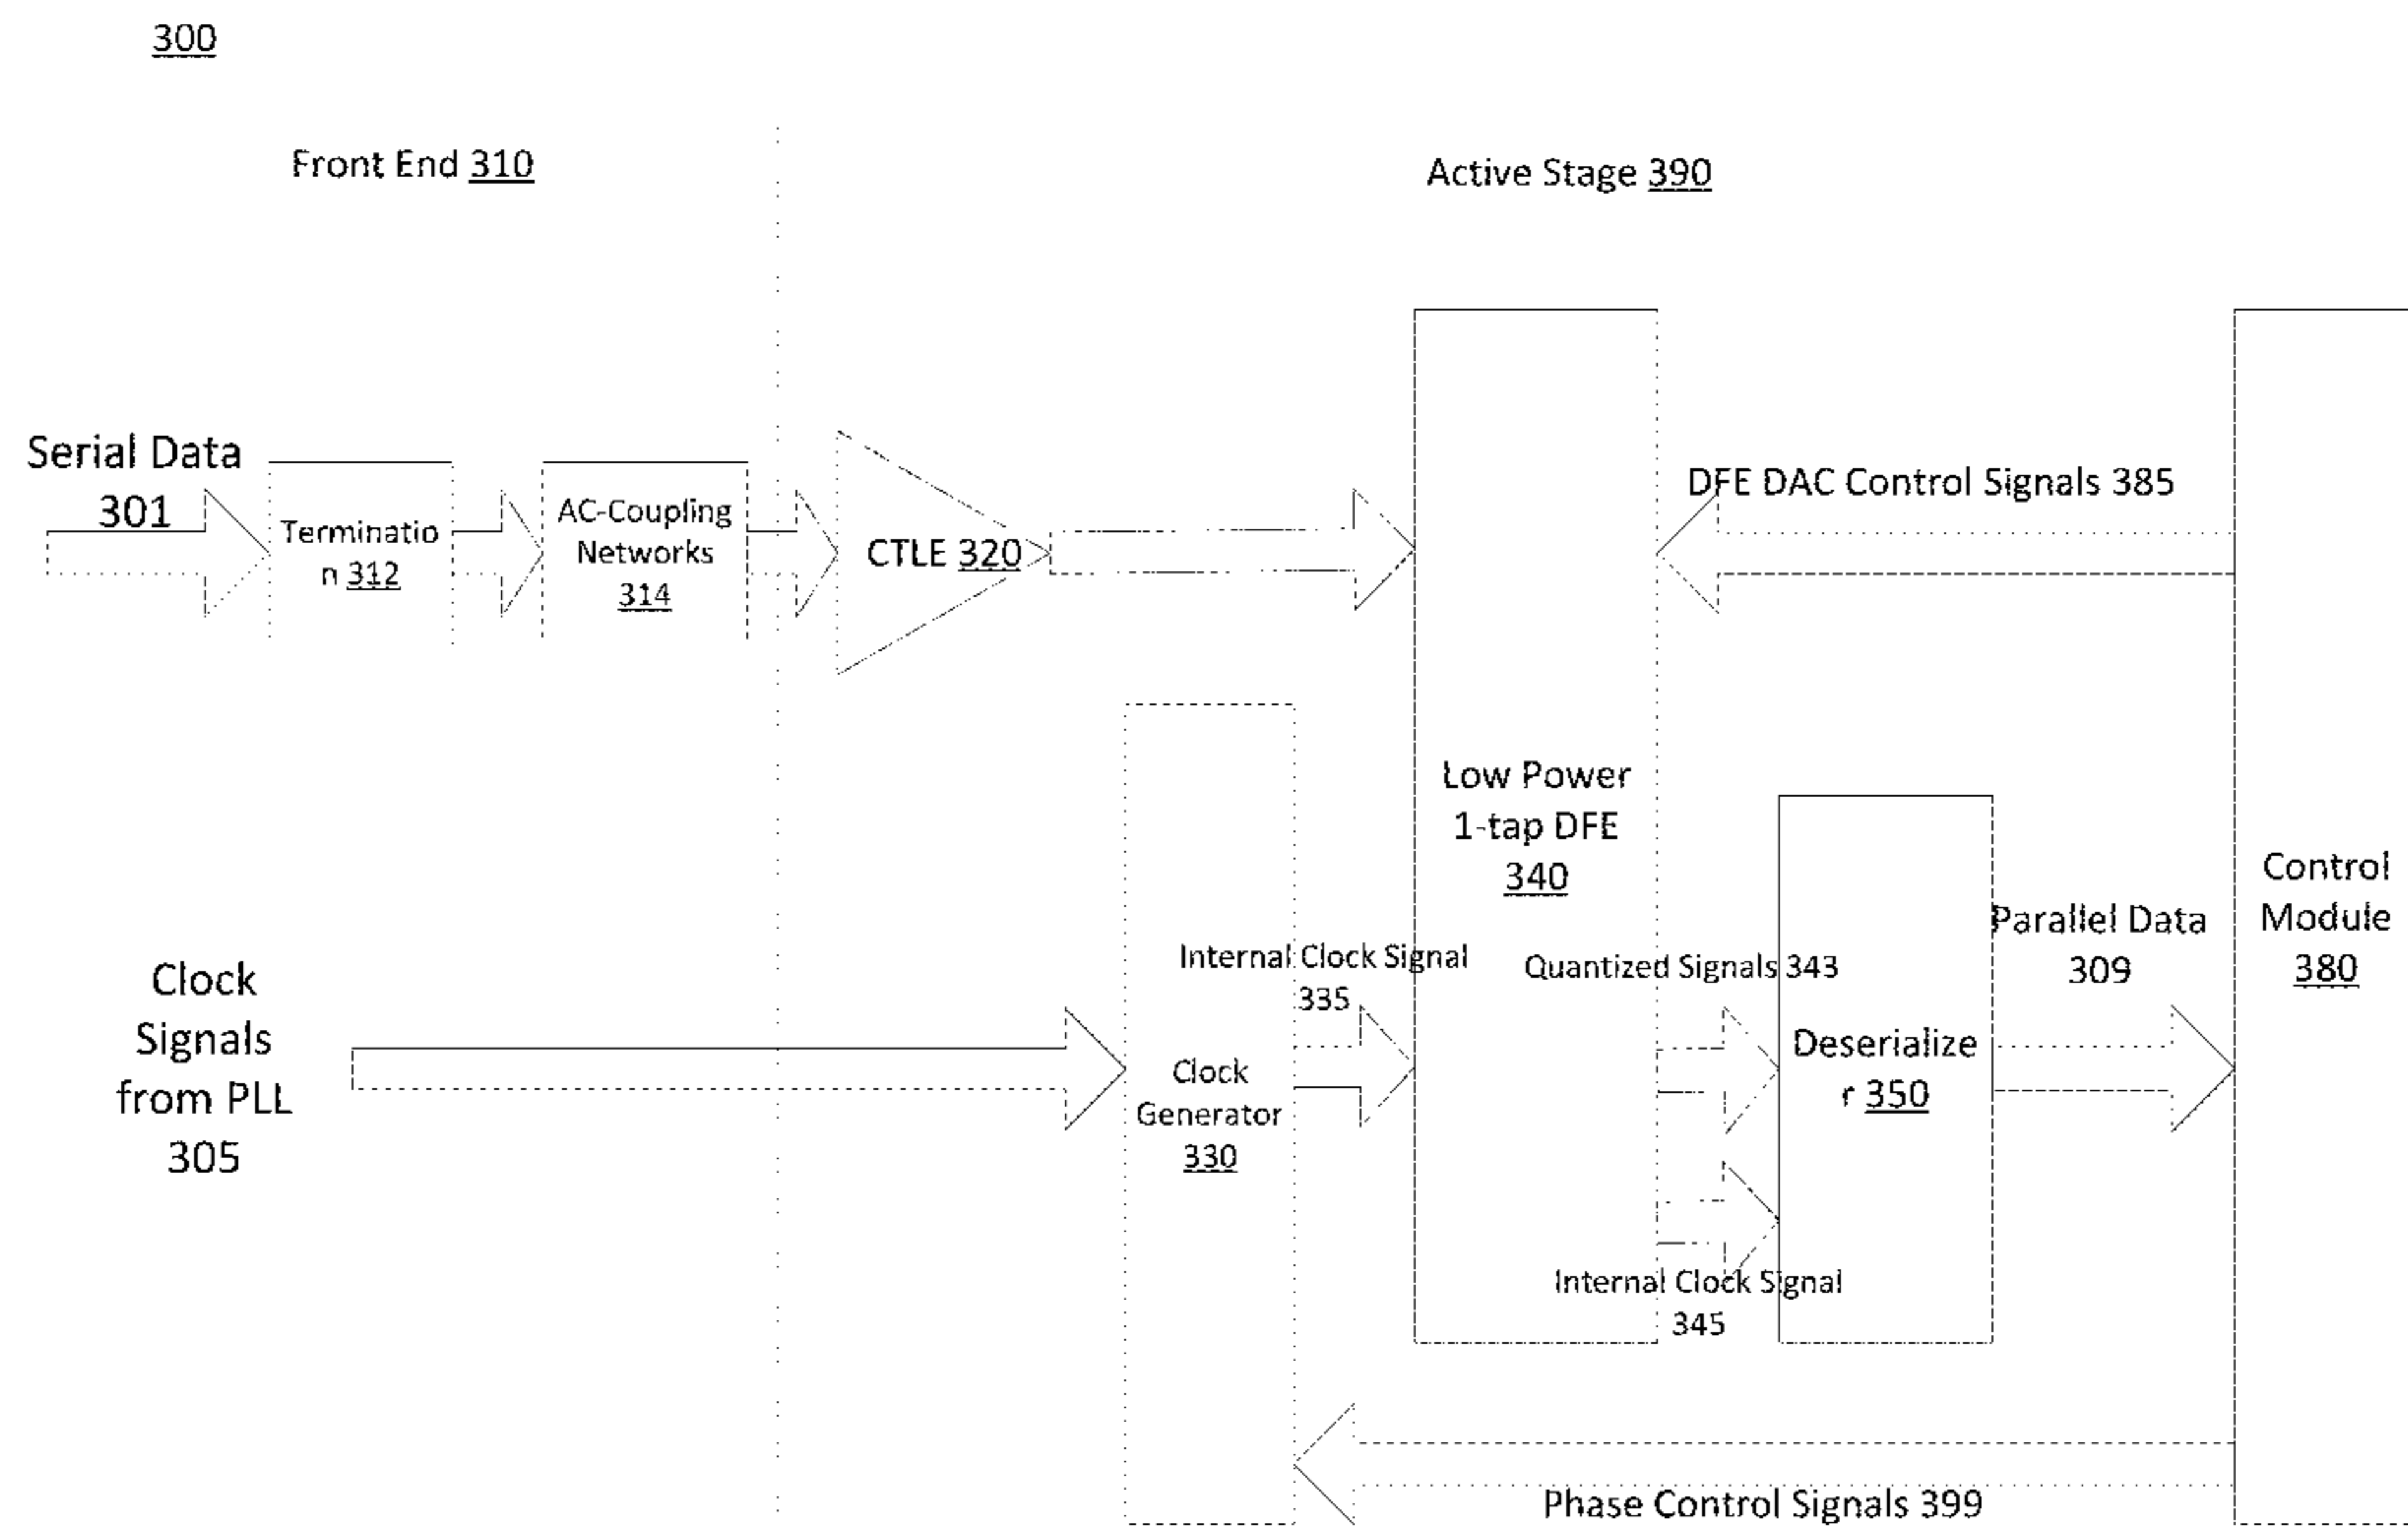 300
Front End 310
Active Stage 390
Serial Data
301
Terminatio
n 312
AC-Coupling
Networks
314
CTLE 320
DFE DAC Control Signals 385
Low Power
1-tap DFE
340
Control
Module
380
Parallel Data
309
Internal Clock Signal
335
Quantized Signals 343
Clock
Signals
from PLL
305
Clock
Generator
330
Deserialize
r 350
Internal Clock Signal
345
Phase Control Signals 399